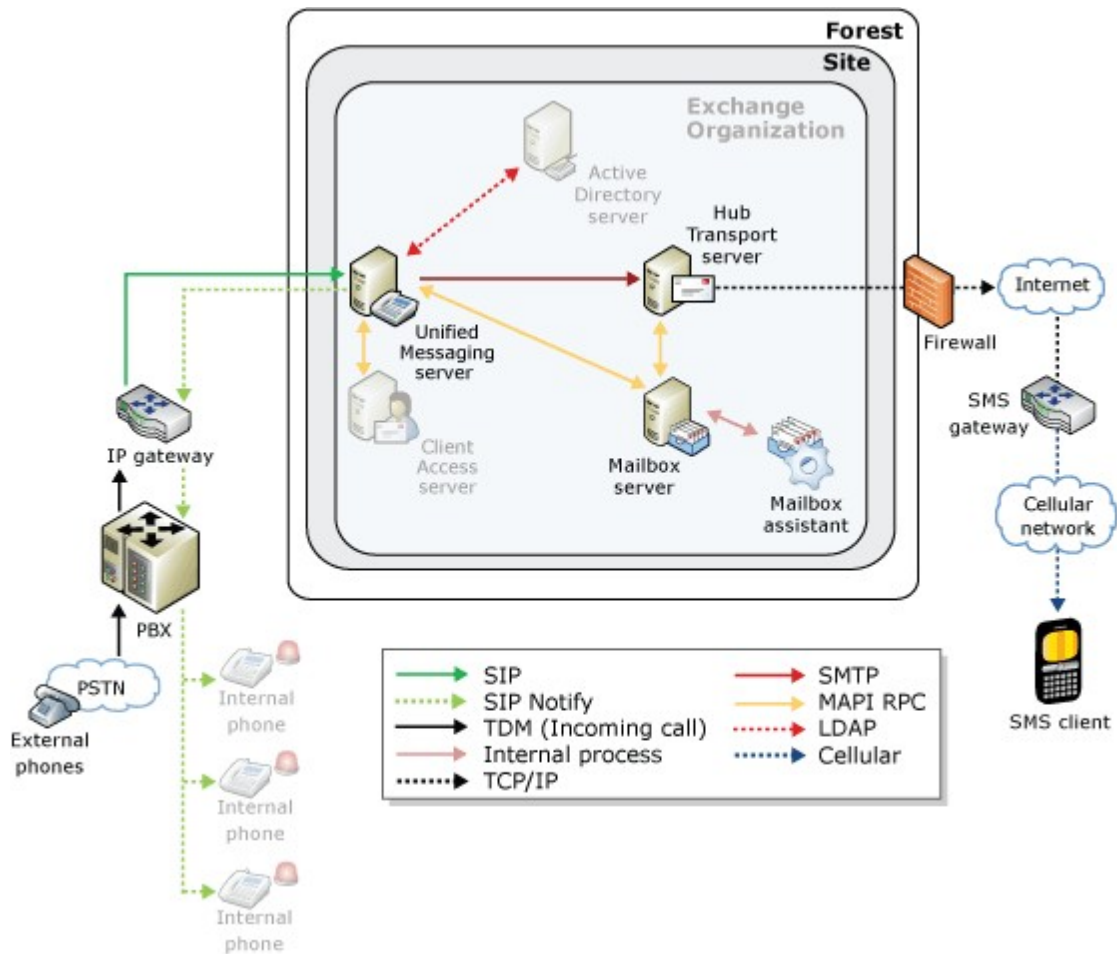 Forest
Site
Exchange
Organization
Active
Directory
server
Hub
Transport
server
Unified
Messaging
server
Client
Access
server
Mailbox
server
Mailbox
assistant
Firewall
Internet
SMS
gateway
Cellular
network
SMS client
IP gateway
PBX
PSTN
External
phones
Internal
phone
Internal
phone
Internal
phone
SIP
SIP Notify
TDM (Incoming call)
Internal process
TCP/IP
SMTP
MAPI RPC
LDAP
Cellular